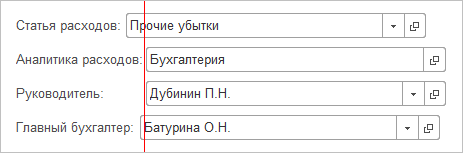 Статья расходов: Прочие убытки
Аналитика расходов: Бухгалтерия
Руководитель: Дубинин П.Н.
Главный бухгалтер: Батурина О.Н.